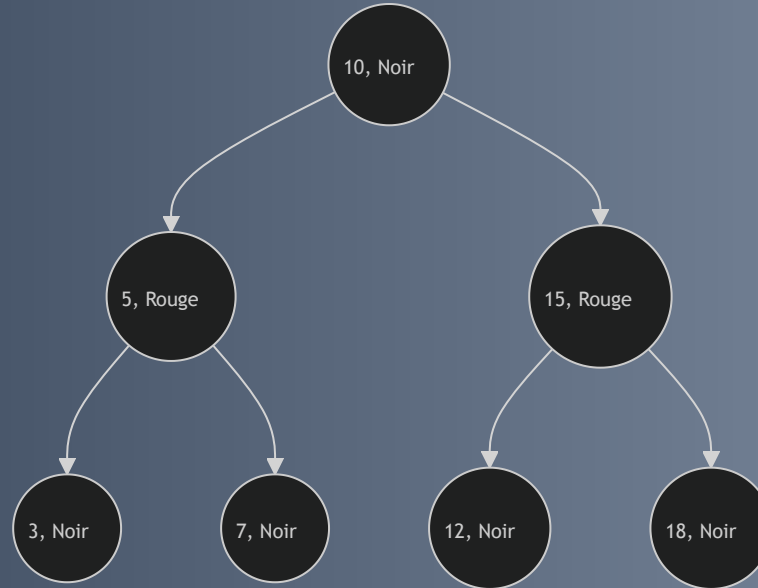 10, Noir
5, Rouge
15, Rouge
3, Noir
7, Noir
12, Noir
18, Noir